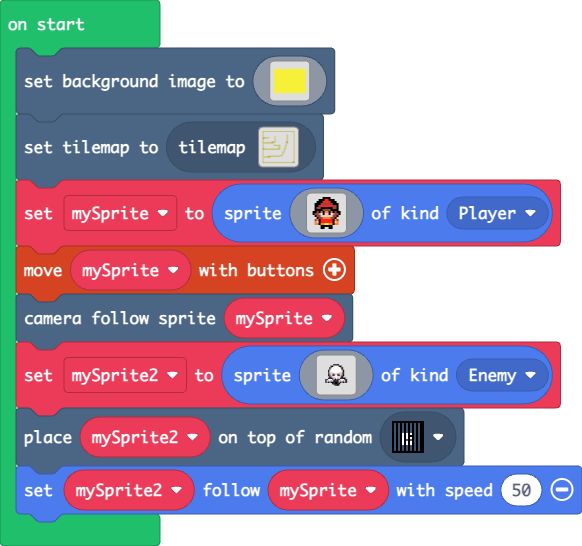 on start
set background image to
set tilemap to tilemap
set mySprite to sprite of kind Player
move mySprite with buttons
camera follow sprite mySprite
set mySprite2 to sprite of kind Enemy
place mySprite2 on top of random
set mySprite2 follow mySprite with speed 50